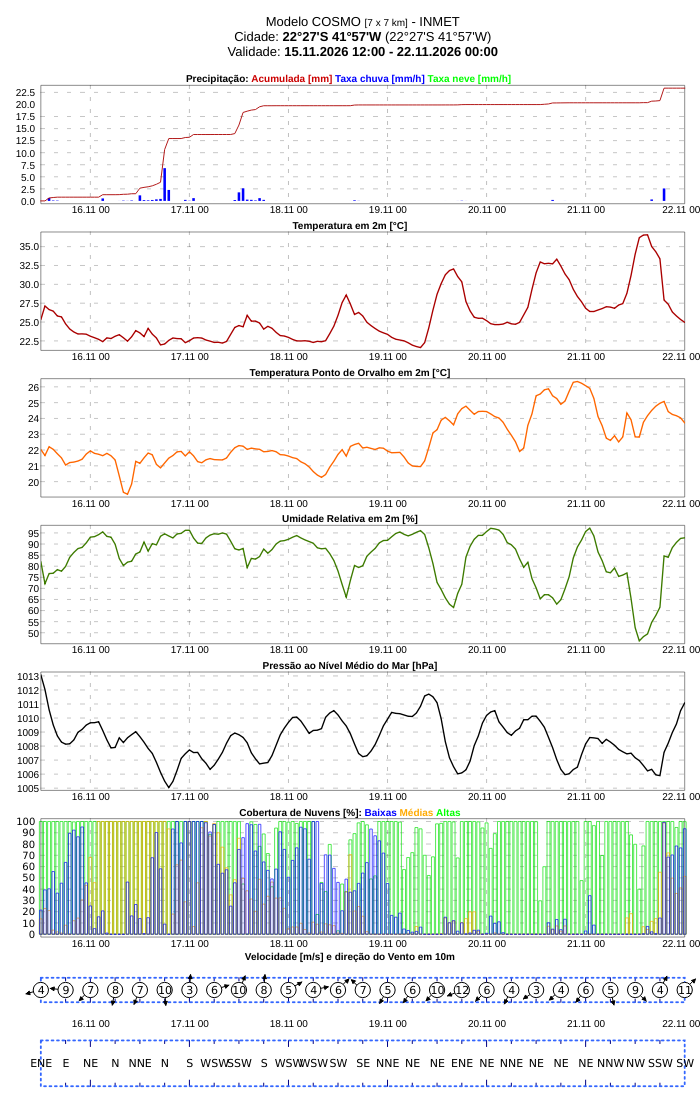 Modelo COSMO [7 x 7 km] - INMET
Cidade: 22°27'S 41°57'W (22°27'S 41°57'W)
Validade: 15.11.2026 12:00 - 22.11.2026 00:00
Precipitação: Acumulada [mm] Taxa chuva [mm/h] Taxa neve [mm/h]
22.5
20.0
17.5
15.0
12.5
10.0
7.5
5.0
2.5
0.0
16.11 00 17.11 00 18.11 00 19.11 00 20.11 00 21.11 00 22.11 00
Temperatura em 2m [°C]
35.0
32.5
30.0
27.5
25.0
22.5
16.11 00 17.11 00 18.11 00 19.11 00 20.11 00 21.11 00 22.11 00
Temperatura Ponto de Orvalho em 2m [°C]
26
25
24
23
22
21
20
16.11 00 17.11 00 18.11 00 19.11 00 20.11 00 21.11 00 22.11 00
Umidade Relativa em 2m [%]
95
90
85
80
75
70
65
60
55
50
16.11 00 17.11 00 18.11 00 19.11 00 20.11 00 21.11 00 22.11 00
Pressão ao Nível Médio do Mar [hPa]
1013
1012
1011
1010
1009
1008
1007
1006
1005
16.11 00 17.11 00 18.11 00 19.11 00 20.11 00 21.11 00 22.11 00
Cobertura de Nuvens [%]: Baixas Médias Altas
100
90
80
70
60
50
40
30
20
10
0
16.11 00 17.11 00 18.11 00 19.11 00 20.11 00 21.11 00 22.11 00
Velocidade [m/s] e direção do Vento em 10m
4 9 7 8 7 10 3 6 10 8 5 4 6 7 5 6 10 12 6 4 3 4 6 5 9 4 11
16.11 00 17.11 00 18.11 00 19.11 00 20.11 00 21.11 00 22.11 00
ENE E NE N NNE N S WSW SSW S WSW WSW SW SE NNE NE NE ENE NE NNE NE NE NE NNW NW SSW SW